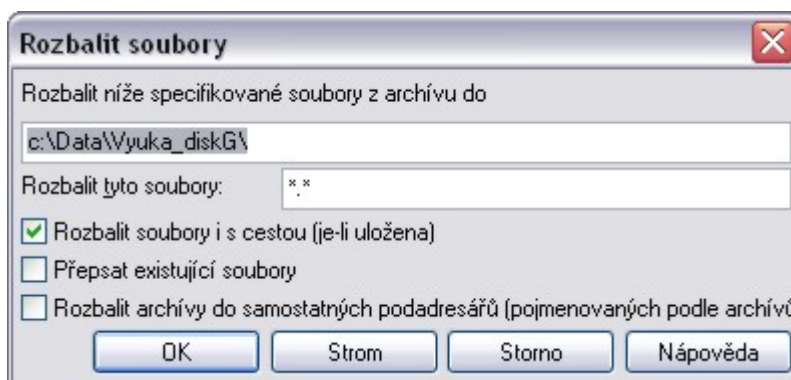 Rozbalit soubory
Rozbalit níže specifikované soubory z archívu do
c:\Data\Vyuka_diskG\
Rozbalit tyto soubory: *.*
Rozbalit soubory i s cestou (je-li uložena)
Přepsat existující soubory
Rozbalit archívy do samostatných podadresářů (pojmenovaných podle archívů
OK Strom Storno Nápověda